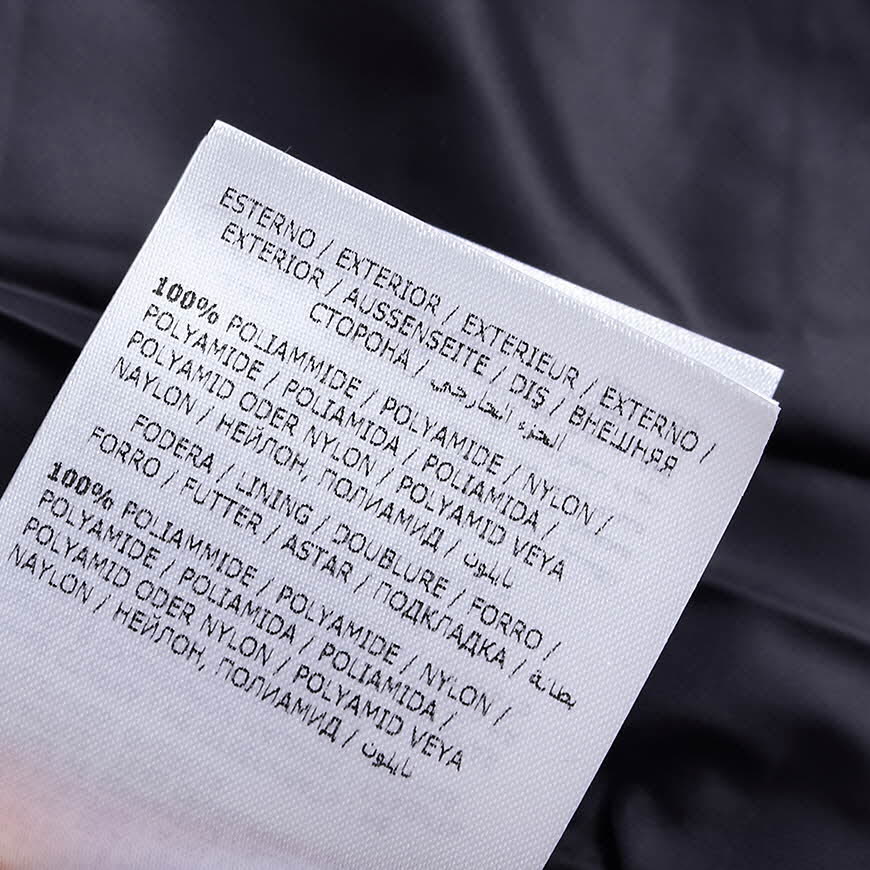 ESTERNO / EXTERIOR / EXTERIEUR / EXTERNO /
EXTERIOR / AUSSENSEITE / DIŞ / ВНЕШНЯЯ
СТОРОНА / الجزء الخارجي
100% POLIAMMIDE / POLYAMIDE / NYLON /
POLYAMIDE / POLIAMIDA / POLIAMIDA /
POLYAMID ODER NYLON / POLYAMID VEYA
NAYLON / НЕЙЛОН, ПОЛИАМИД / نايلون
FODERA / LINING / DOUBLURE / FORRO /
FORRO / FUTTER / ASTAR / ПОДКЛАДКА / بطانة
100% POLIAMMIDE / POLYAMIDE / NYLON /
POLYAMIDE / POLIAMIDA / POLIAMIDA /
POLYAMID ODER NYLON / POLYAMID VEYA
NAYLON / НЕЙЛОН, ПОЛИАМИД / نايلون